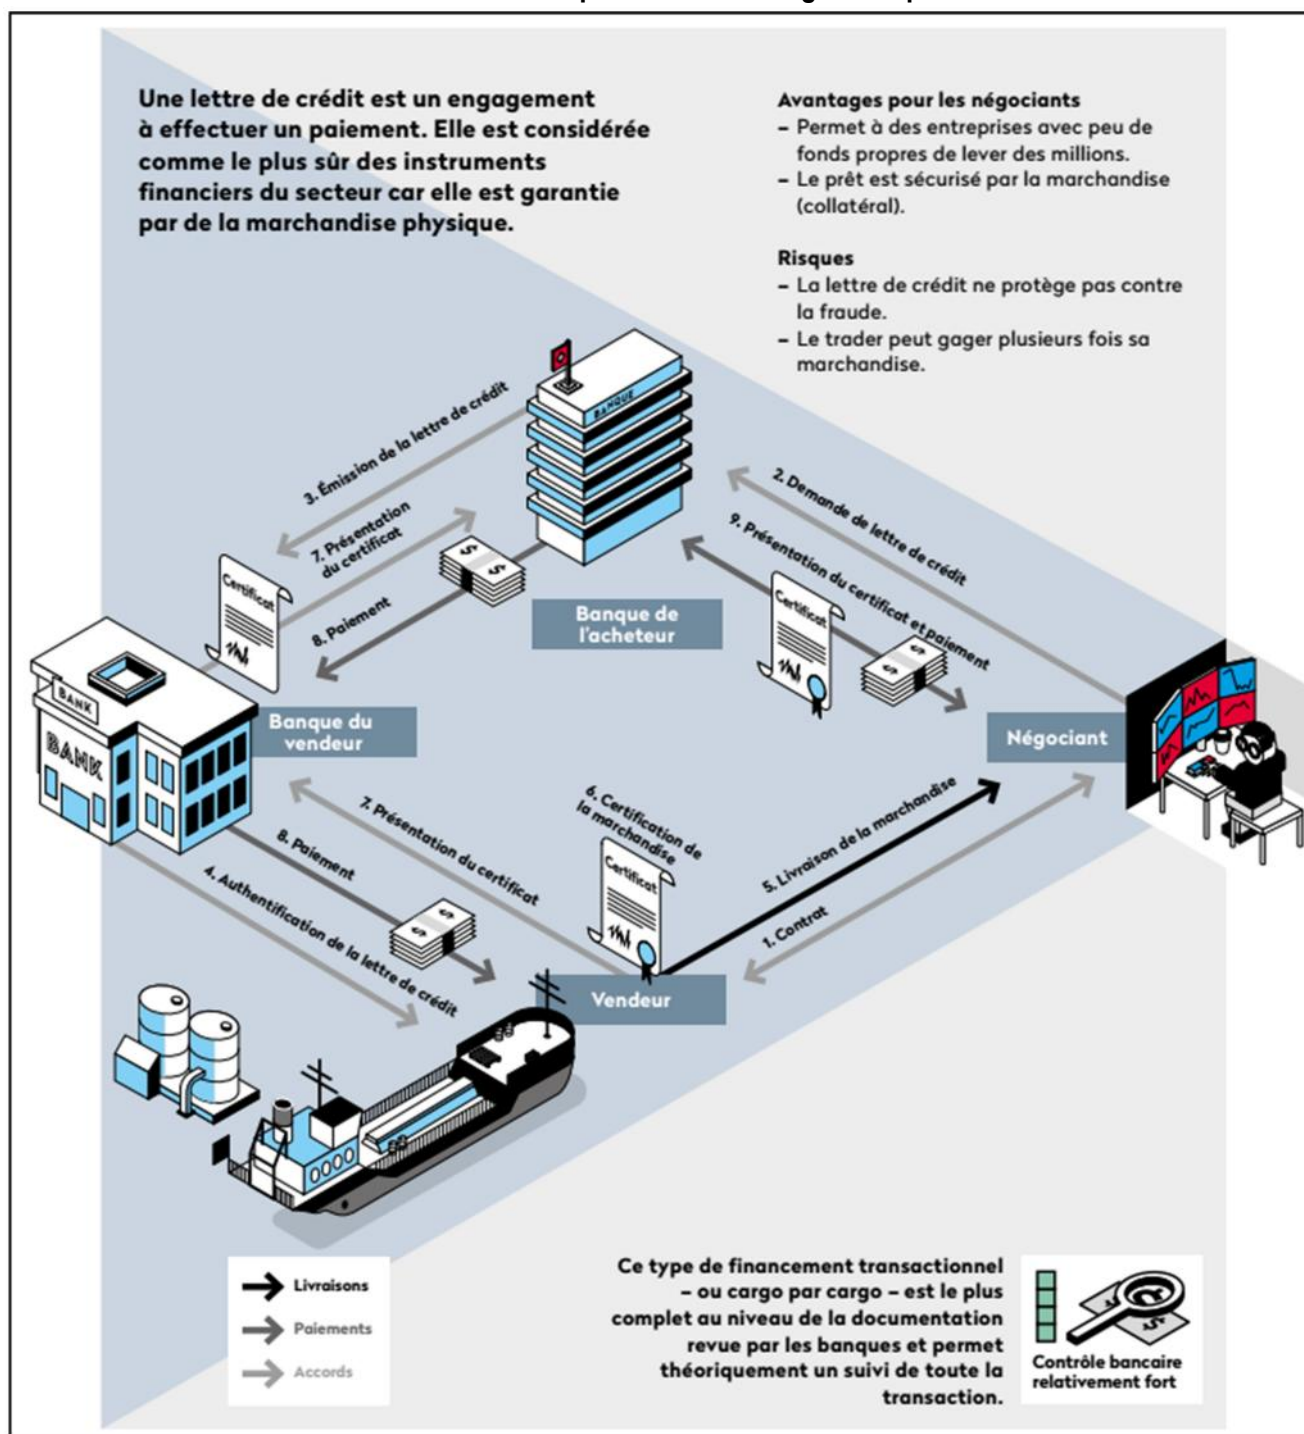 Une lettre de crédit est un engagement
à effectuer un paiement. Elle est considérée
comme le plus sûr des instruments
financiers du secteur car elle est garantie
par de la marchandise physique.
Avantages pour les négociants
– Permet à des entreprises avec peu de
fonds propres de lever des millions.
– Le prêt est sécurisé par la marchandise
(collatéral).
Risques
– La lettre de crédit ne protège pas contre
la fraude.
– Le trader peut gager plusieurs fois sa
marchandise.
BANQUE
3. Émission de la lettre de crédit
7. Présentation
du certificat
8. Paiement
Certificat
2. Demande de lettre de crédit
9. Présentation du certificat et paiement
Certificat
Banque de
l'acheteur
BANK
BANK
Banque du
vendeur
Négociant
7. Présentation du certificat
8. Paiement
4. Authentification de la lettre de crédit
6. Certification de
la marchandise
Certificat
5. Livraison de la marchandise
1. Contrat
Vendeur
Livraisons
Paiements
Accords
Ce type de financement transactionnel
– ou cargo par cargo – est le plus
complet au niveau de la documentation
revue par les banques et permet
théoriquement un suivi de toute la
transaction.
Contrôle bancaire
relativement fort